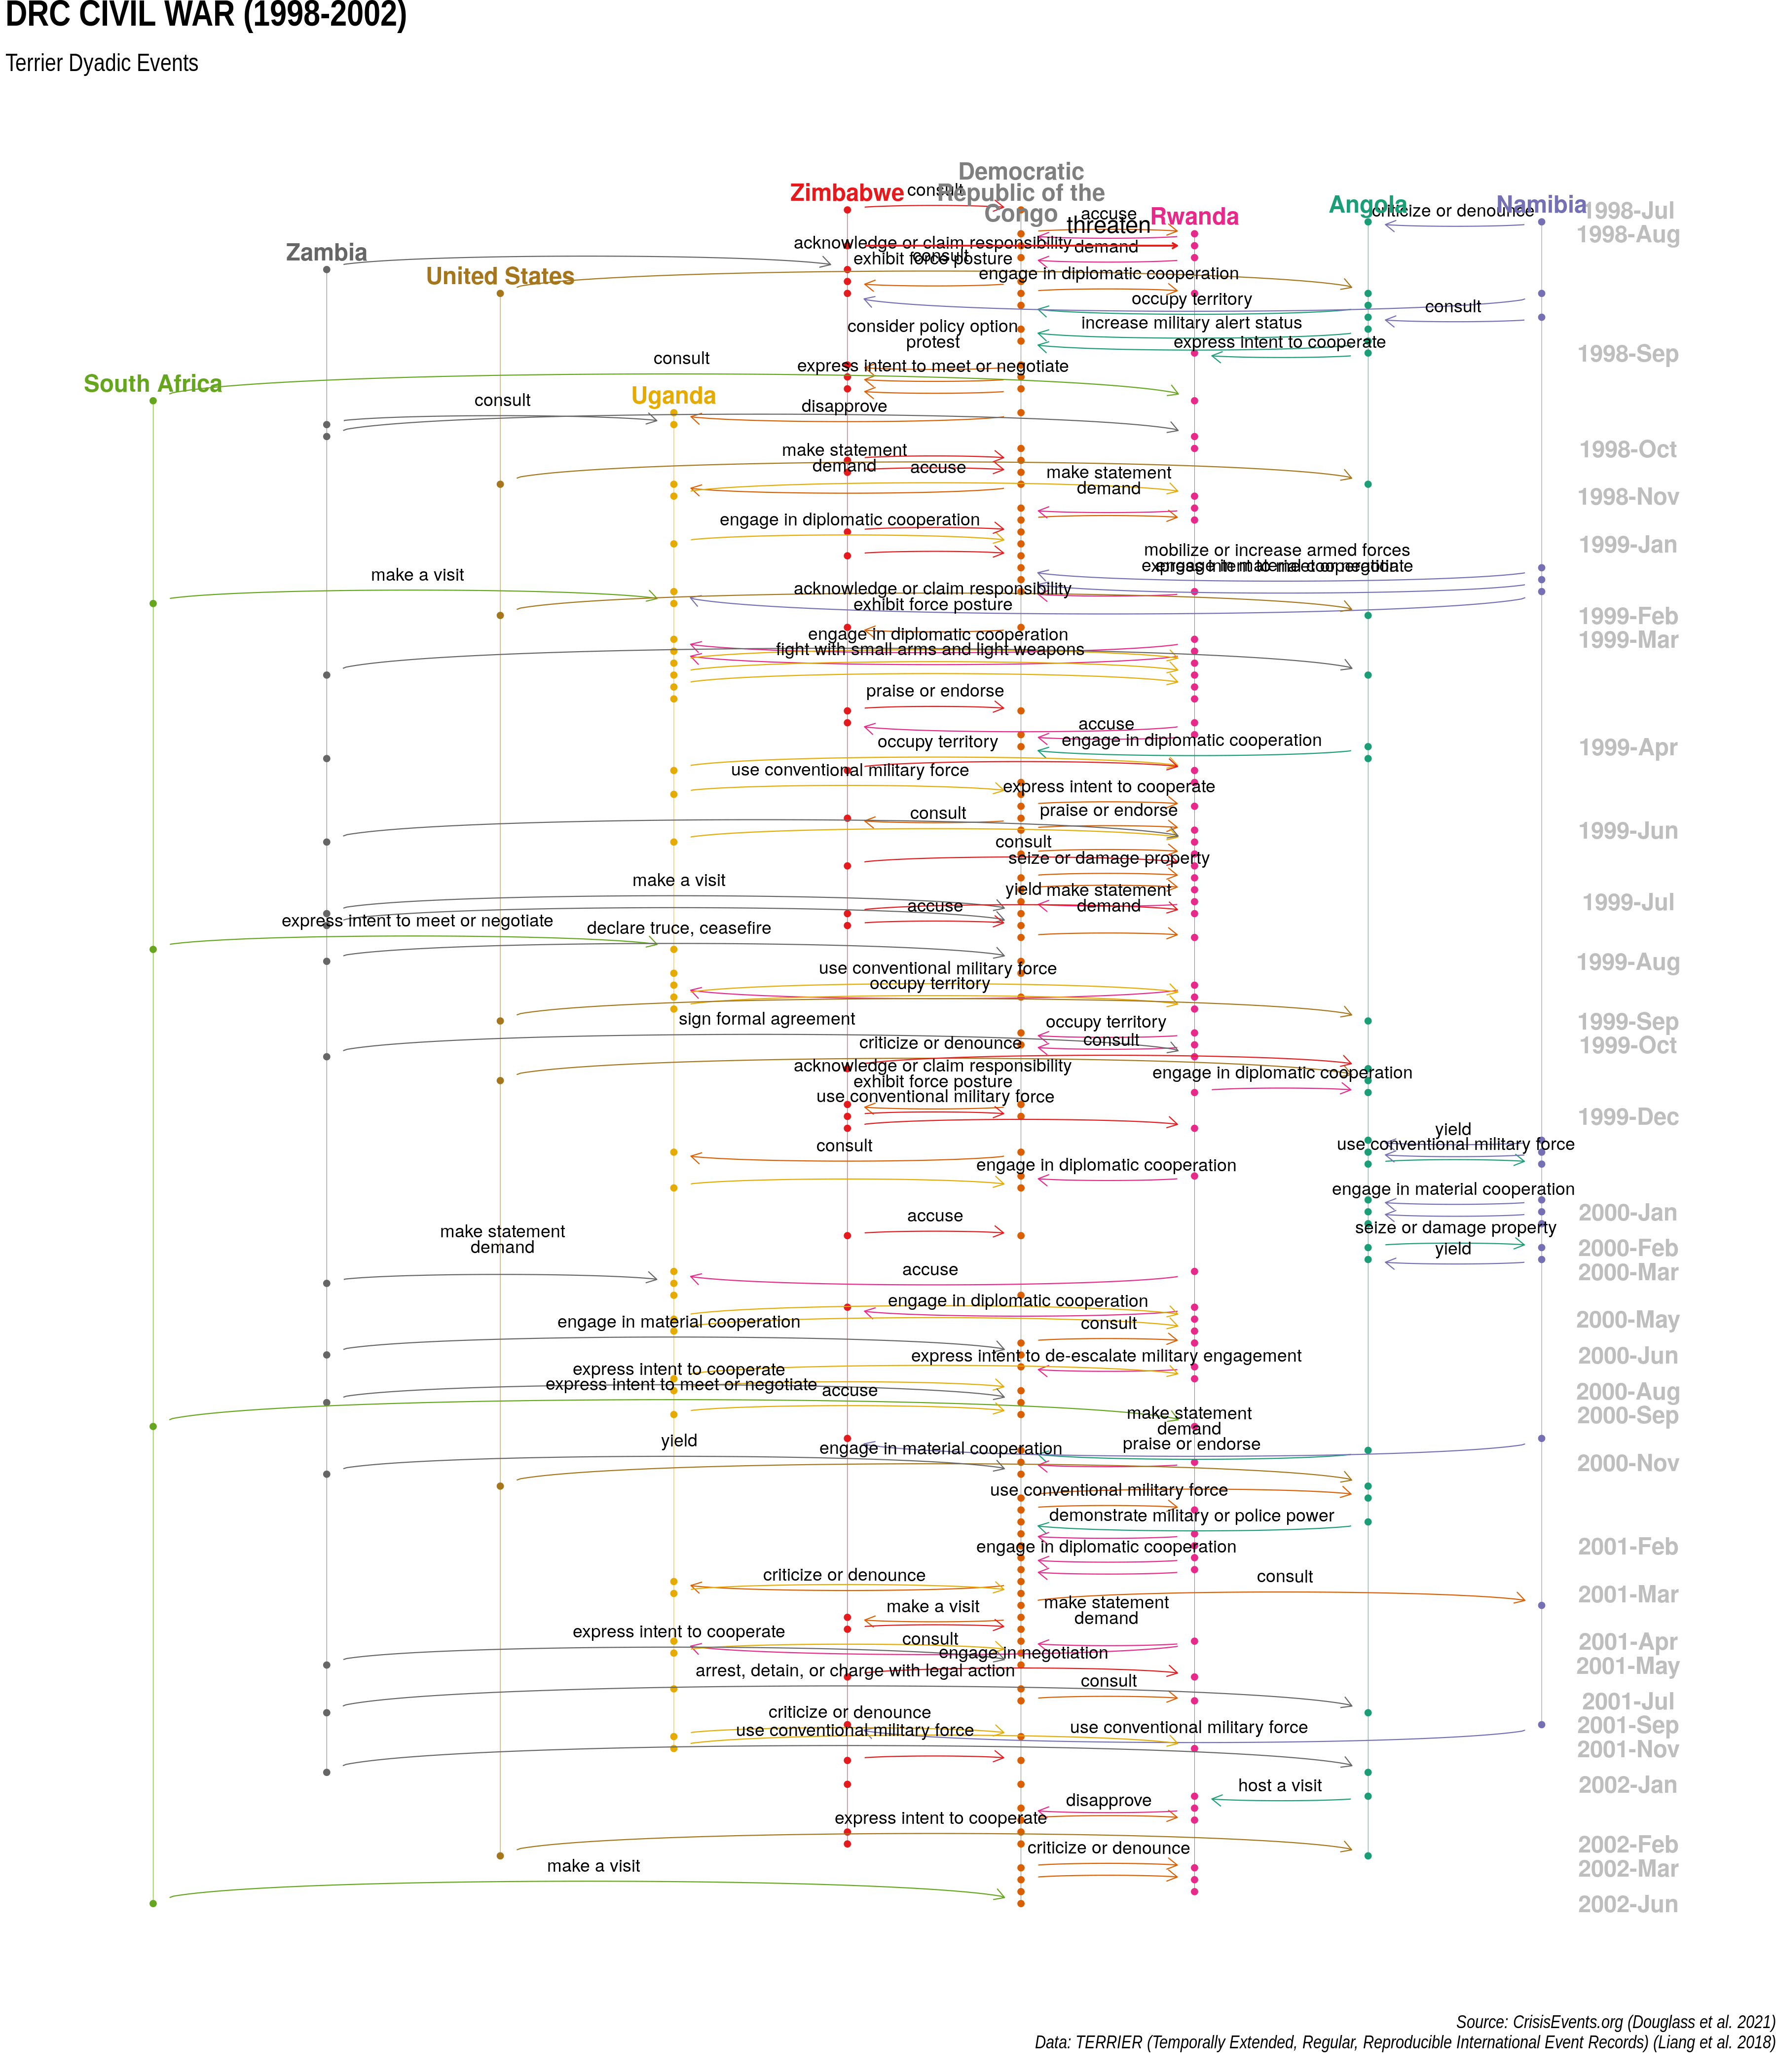 DRC CIVIL WAR (1998-2002)
Terrier Dyadic Events
Democratic
Republic of the
Congo
Zimbabwe
consult
Rwanda
Angola
Namibia
criticize or denounce
1998-Jul
accuse
threaten
1998-Aug
Zambia
acknowledge or claim responsibility
demand
consult
exhibit force posture
United States
engage in diplomatic cooperation
occupy territory
consult
consider policy option
increase military alert status
protest
express intent to cooperate
1998-Sep
consult
express intent to meet or negotiate
South Africa
Uganda
consult
disapprove
make statement
1998-Oct
demand
accuse
make statement
demand
1998-Nov
engage in diplomatic cooperation
1999-Jan
mobilize or increase armed forces
engage in material cooperation
express intent to meet or negotiate
make a visit
acknowledge or claim responsibility
exhibit force posture
1999-Feb
engage in diplomatic cooperation
1999-Mar
fight with small arms and light weapons
praise or endorse
accuse
occupy territory
engage in diplomatic cooperation
1999-Apr
use conventional military force
express intent to cooperate
consult
praise or endorse
1999-Jun
consult
seize or damage property
make a visit
yield
make statement
demand
1999-Jul
accuse
express intent to meet or negotiate
declare truce, ceasefire
1999-Aug
use conventional military force
occupy territory
sign formal agreement
occupy territory
1999-Sep
criticize or denounce
consult
1999-Oct
acknowledge or claim responsibility
engage in diplomatic cooperation
exhibit force posture
use conventional military force
1999-Dec
yield
consult
use conventional military force
engage in diplomatic cooperation
engage in material cooperation
accuse
2000-Jan
make statement
demand
seize or damage property
2000-Feb
yield
accuse
2000-Mar
engage in diplomatic cooperation
engage in material cooperation
consult
2000-May
express intent to de-escalate military engagement
2000-Jun
express intent to cooperate
express intent to meet or negotiate
accuse
2000-Aug
make statement
demand
2000-Sep
yield
engage in material cooperation
praise or endorse
2000-Nov
use conventional military force
demonstrate military or police power
engage in diplomatic cooperation
2001-Feb
criticize or denounce
consult
2001-Mar
make a visit
make statement
demand
express intent to cooperate
consult
2001-Apr
engage in negotiation
arrest, detain, or charge with legal action
2001-May
consult
2001-Jul
criticize or denounce
use conventional military force
use conventional military force
2001-Sep
2001-Nov
host a visit
2002-Jan
disapprove
express intent to cooperate
criticize or denounce
2002-Feb
make a visit
2002-Mar
2002-Jun
Source: CrisisEvents.org (Douglass et al. 2021)
Data: TERRIER (Temporally Extended, Regular, Reproducible International Event Records) (Liang et al. 2018)